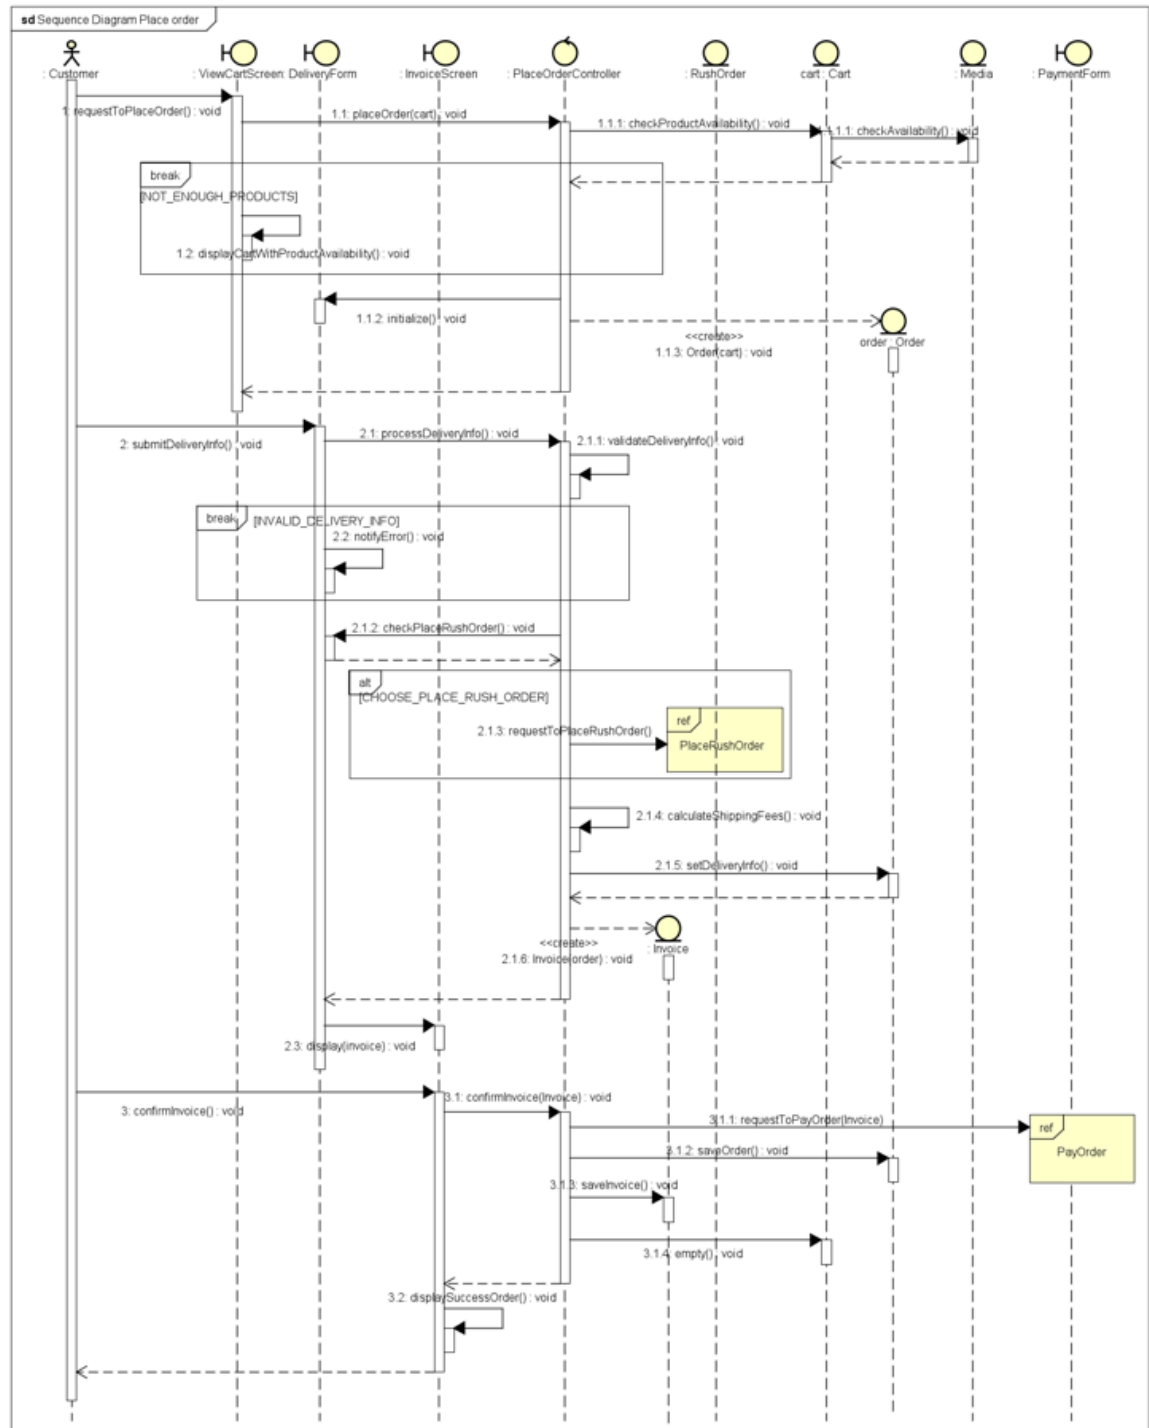 sd Sequence Diagram Place order
: Customer
: ViewCartScreen
: DeliveryForm
: InvoiceScreen
: PlaceOrderController
: RushOrder
cart : Cart
: Media
: PaymentForm
1: requestToPlaceOrder() : void
1.1: placeOrder(cart) : void
1.1.1: checkProductAvailability() : void
1.1.1: checkAvailability() : void
break
[NOT_ENOUGH_PRODUCTS]
1.2: displayCartWithProductAvailability() : void
1.1.2: initialize() : void
<<create>>
1.1.3: Order(cart) : void
order : Order
2: submitDeliveryInfo() : void
2.1: processDeliveryInfo() : void
2.1.1: validateDeliveryInfo() : void
break
[INVALID_DELIVERY_INFO]
2.2: notifyError() : void
2.1.2: checkPlaceRushOrder() : void
alt
[CHOOSE_PLACE_RUSH_ORDER]
2.1.3: requestToPlaceRushOrder()
ref
PlaceRushOrder
2.1.4: calculateShippingFees() : void
2.1.5: setDeliveryInfo() : void
<<create>>
2.1.6: Invoice(order) : void
: Invoice
2.3: display(invoice) : void
3: confirmInvoice() : void
3.1: confirmInvoice(Invoice) : void
3.1.1: requestToPayOrder(Invoice)
ref
PayOrder
3.1.2: saveOrder() : void
3.1.3: saveInvoice() : void
3.1.4: empty() : void
3.2: displaySuccessOrder() : void